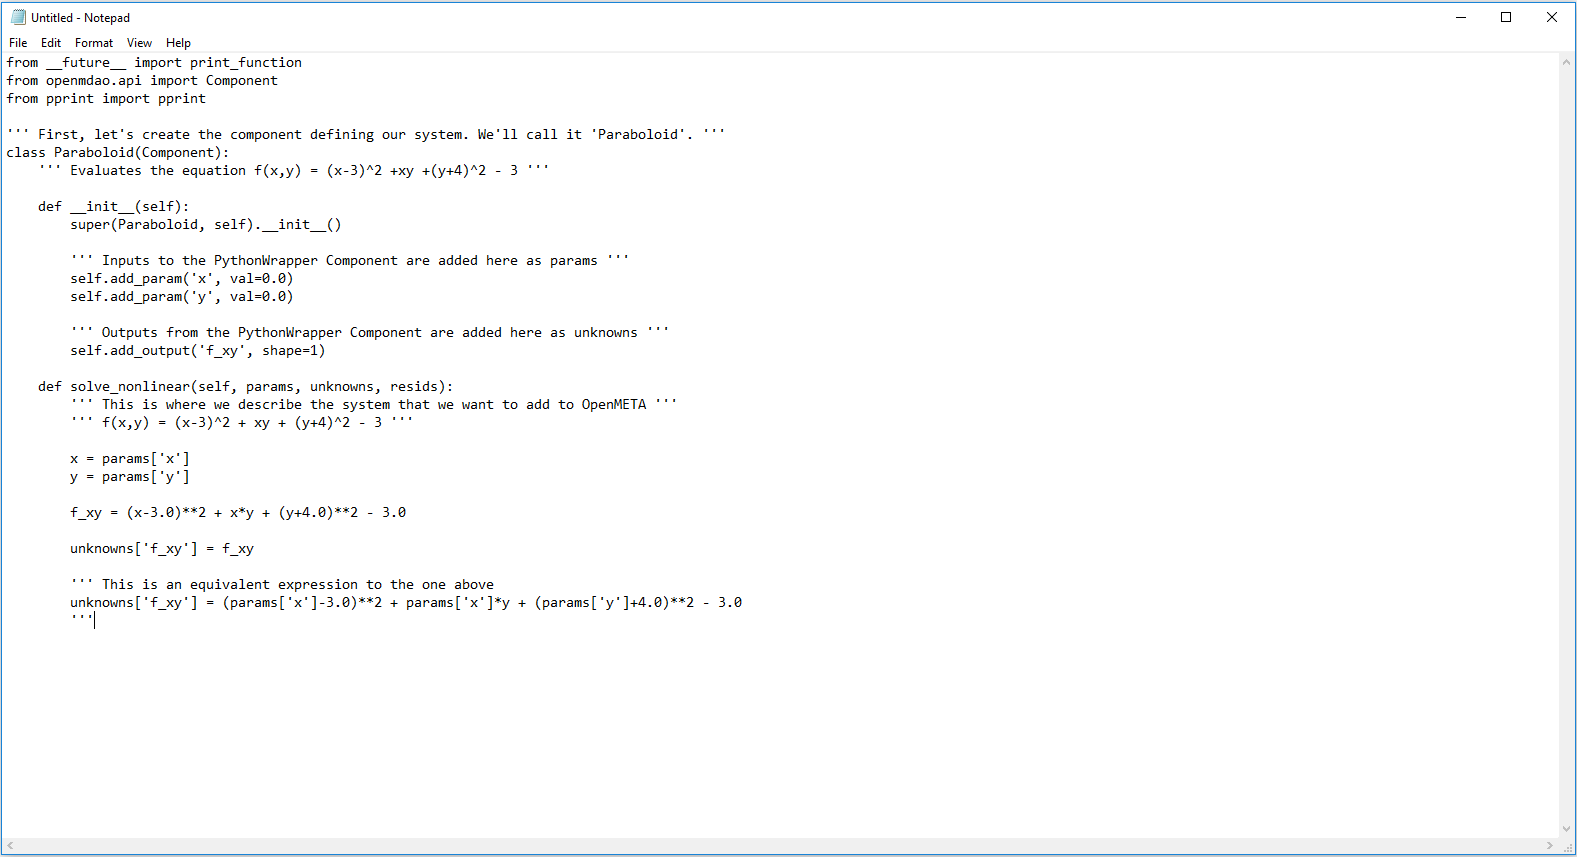 Untitled - Notepad
File Edit Format View Help
from __future__ import print_function
from openmdao.api import Component
from pprint import pprint

''' First, let's create the component defining our system. We'll call it 'Paraboloid'. '''
class Paraboloid(Component):
    ''' Evaluates the equation f(x,y) = (x-3)^2 +xy +(y+4)^2 - 3 '''

    def __init__(self):
        super(Paraboloid, self).__init__()

        ''' Inputs to the PythonWrapper Component are added here as params '''
        self.add_param('x', val=0.0)
        self.add_param('y', val=0.0)

        ''' Outputs from the PythonWrapper Component are added here as unknowns '''
        self.add_output('f_xy', shape=1)

    def solve_nonlinear(self, params, unknowns, resids):
        ''' This is where we describe the system that we want to add to OpenMETA '''
        ''' f(x,y) = (x-3)^2 + xy + (y+4)^2 - 3 '''

        x = params['x']
        y = params['y']

        f_xy = (x-3.0)**2 + x*y + (y+4.0)**2 - 3.0

        unknowns['f_xy'] = f_xy

        ''' This is an equivalent expression to the one above
        unknowns['f_xy'] = (params['x']-3.0)**2 + params['x']*y + (params['y']+4.0)**2 - 3.0
        '''